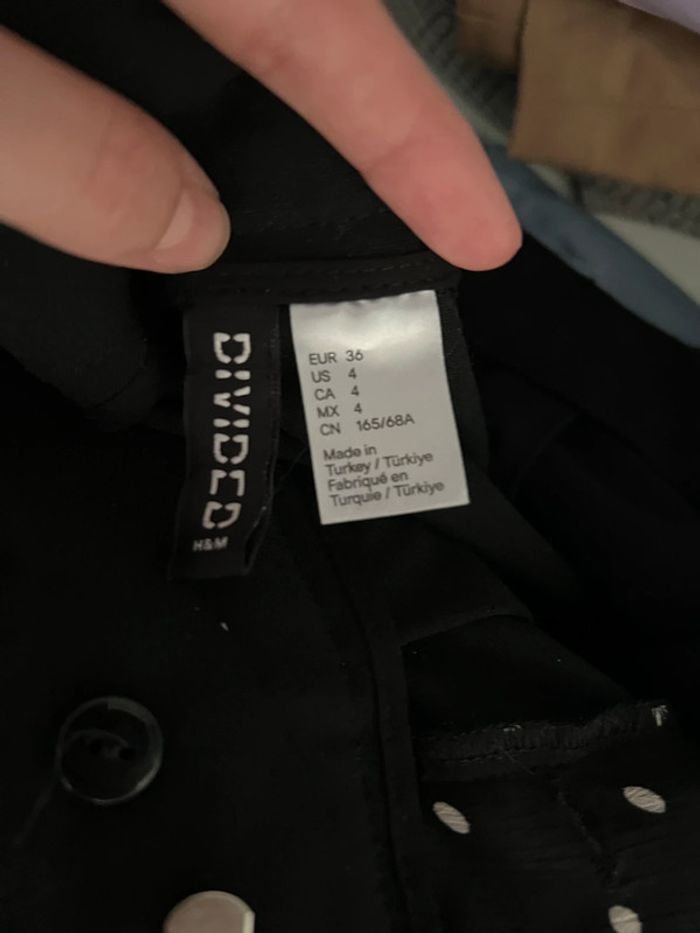 DIVIDED
H&M
EUR 36
US 4
CA 4
MX 4
CN 165/68A
Made in
Turkey / Türkiye
Fabriqué en
Turquie / Türkiye